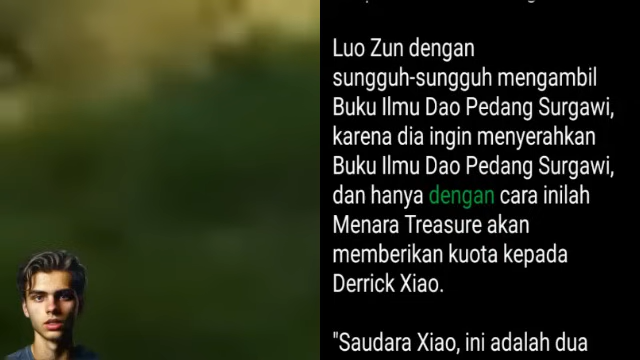 Luo Zun dengan
sungguh-sungguh mengambil
Buku Ilmu Dao Pedang Surgawi,
karena dia ingin menyerahkan
Buku Ilmu Dao Pedang Surgawi,
dan hanya dengan cara inilah
Menara Treasure akan
memberikan kuota kepada
Derrick Xiao.
"Saudara Xiao, ini adalah dua